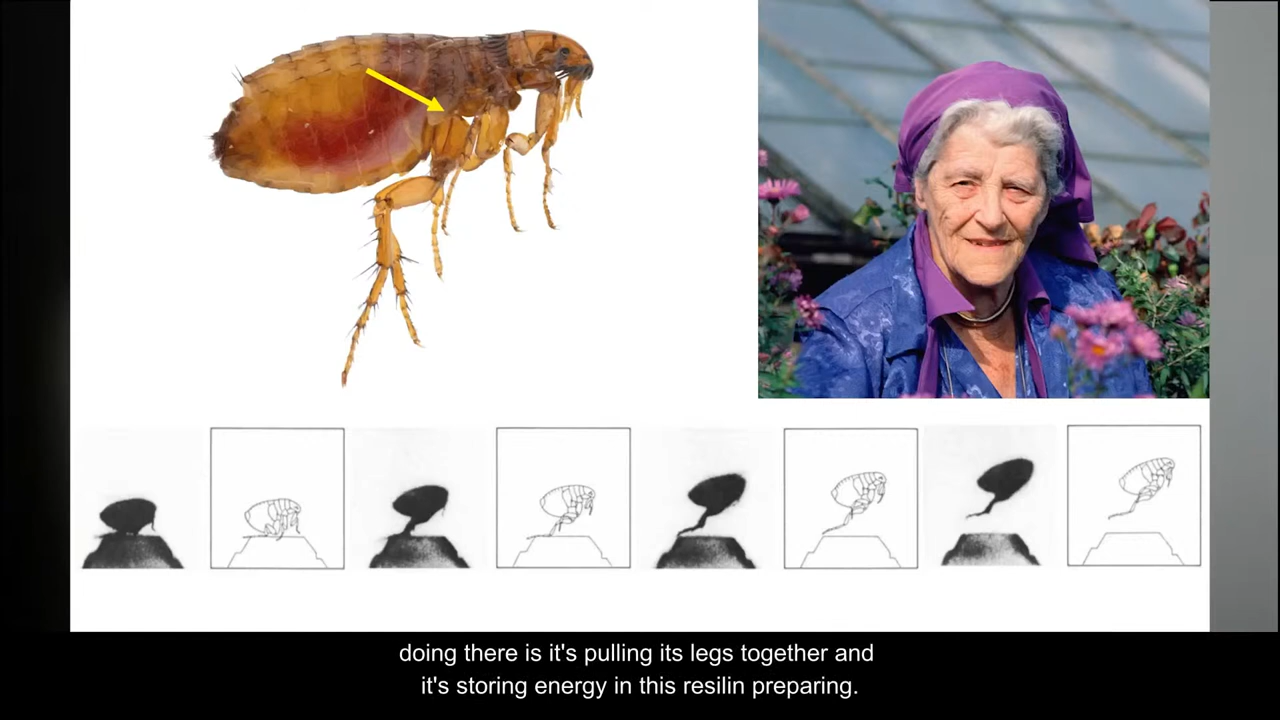 doing there is it's pulling its legs together and
it's storing energy in this resilin preparing.